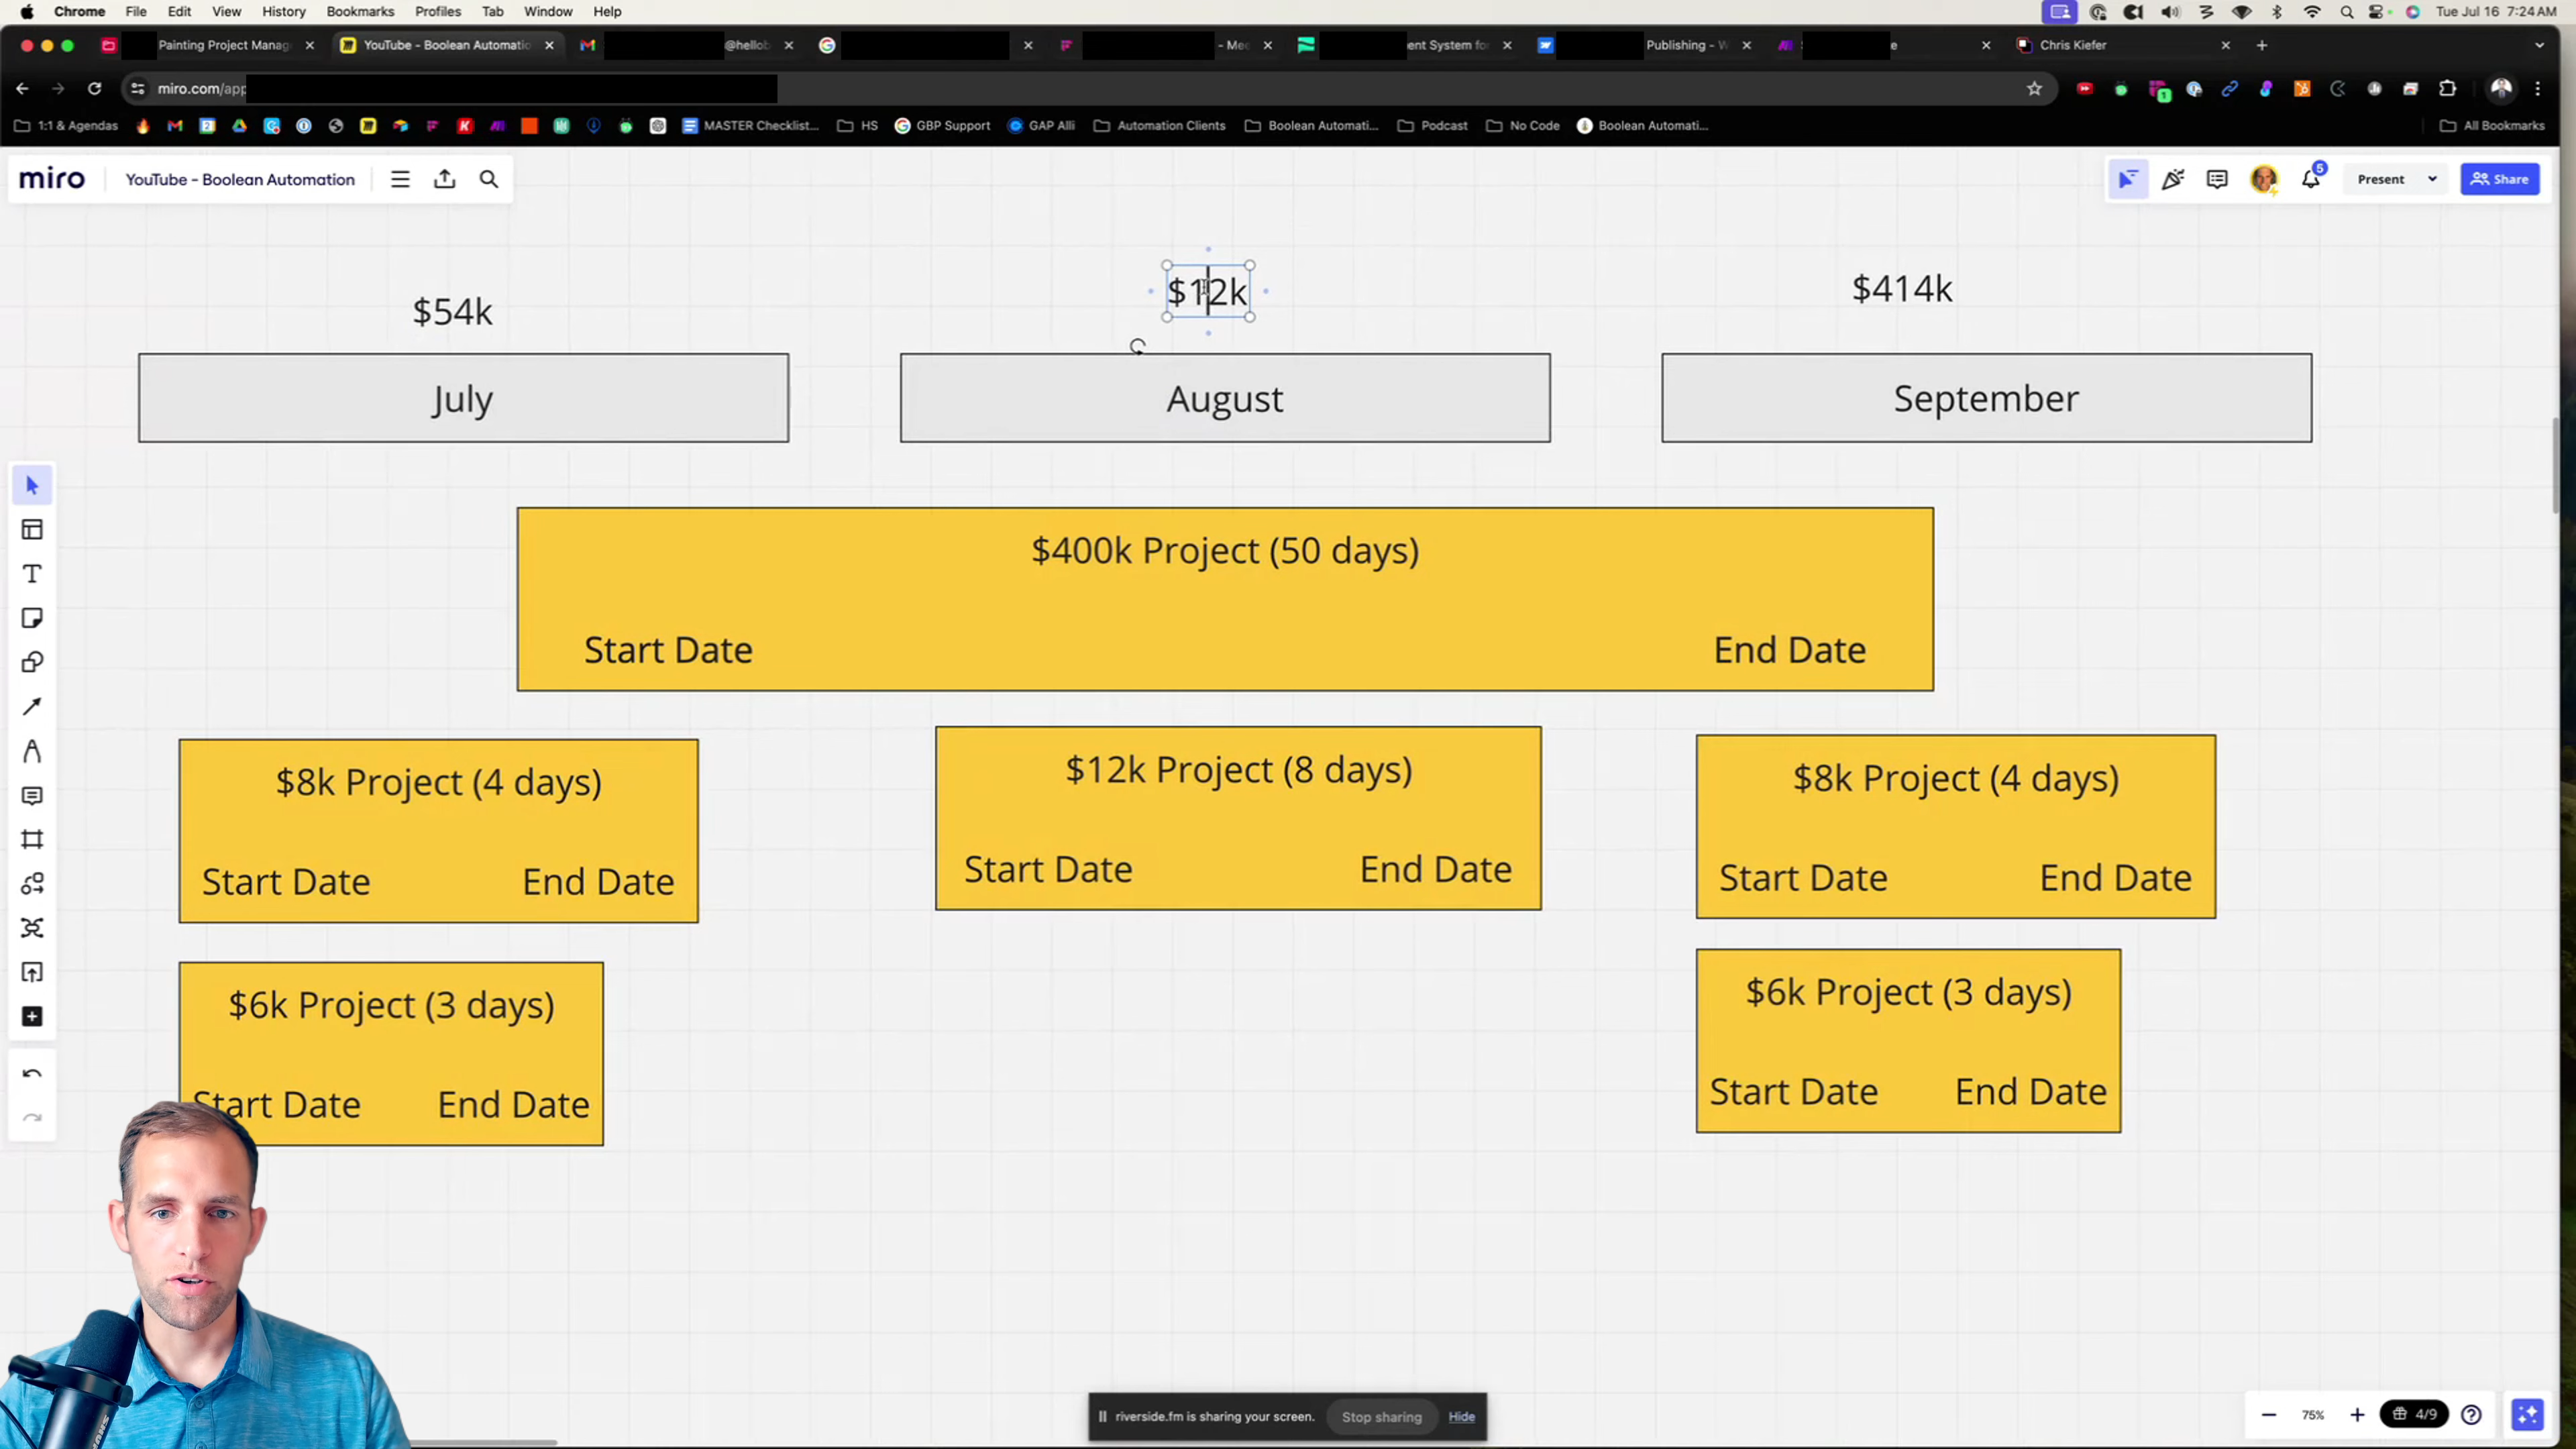 Chrome File Edit View History Bookmarks Profiles Tab Window Help Tue Jul 16 7:24 AM
Painting Project Manag YouTube - Boolean Automatio @hellob - Mee ent System for Publishing - W e Chris Kiefer
miro.com/app
1:1 & Agendas MASTER Checklist... HS GBP Support GAP Alli Automation Clients Boolean Automati... Podcast No Code Boolean Automati... All Bookmarks
miro YouTube - Boolean Automation 5 Present Share
$54k $12k $414k
July August September
$400k Project (50 days)
Start Date End Date
$8k Project (4 days) $12k Project (8 days) $8k Project (4 days)
Start Date End Date Start Date End Date Start Date End Date
$6k Project (3 days) $6k Project (3 days)
Start Date End Date Start Date End Date
riverside.fm is sharing your screen. Stop sharing Hide
75% 4/9